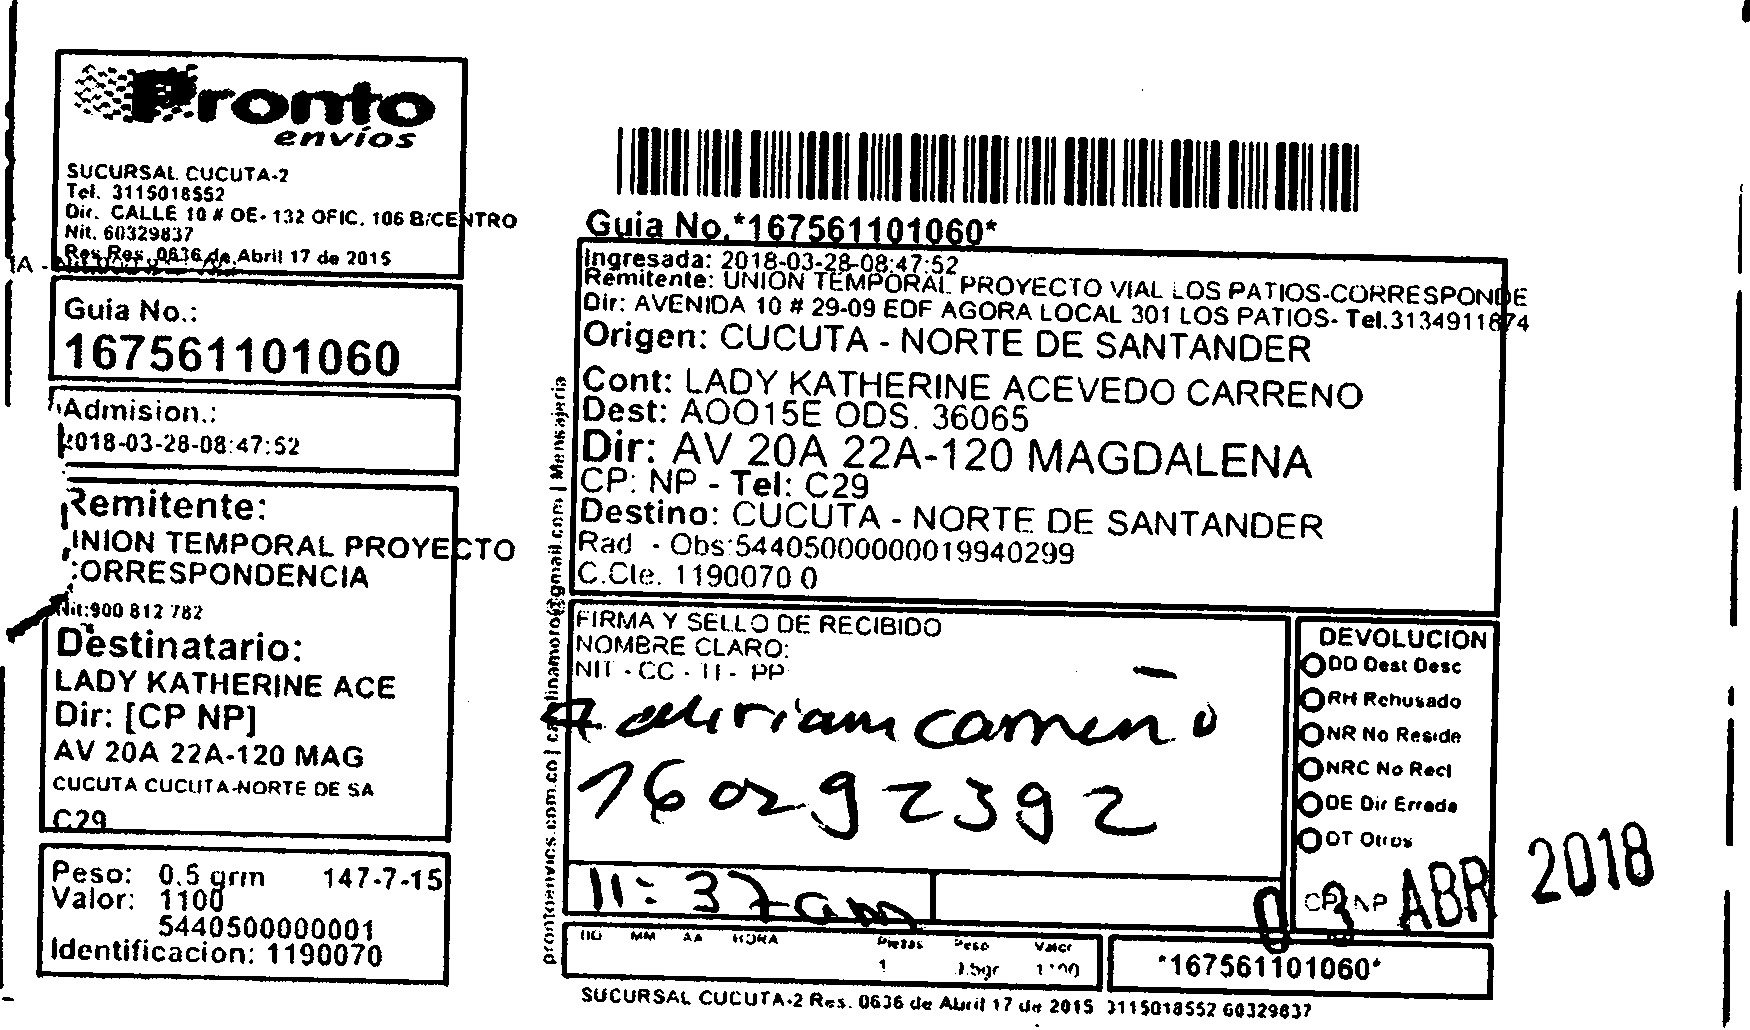 Pronto
envíos
SUCURSAL CUCUTA-2
Tel. 3115018552
Dir. CALLE 10 # OE- 132 OFIC. 106 B/CENTRO
Nit. 60329837
Res Res. 0636 de Abril 17 de 2015
Guia No.:
167561101060
Admision.:
2018-03-28-08:47:52
Remitente:
UNION TEMPORAL PROYECTO
CORRESPONDENCIA
Nit:900 812 782
Destinatario:
LADY KATHERINE ACE
Dir: [CP NP]
AV 20A 22A-120 MAG
CUCUTA CUCUTA-NORTE DE SA
C29
Peso: 0.5 grm 147-7-15
Valor: 1100
5440500000001
Identificacion: 1190070
prontoenvios.com.co | @gmail.com | Mensajeria
Guia No.*167561101060*
Ingresada: 2018-03-28-08:47:52
Remitente: UNION TEMPORAL PROYECTO VIAL LOS PATIOS-CORRESPONDE
Dir: AVENIDA 10 # 29-09 EDF AGORA LOCAL 301 LOS PATIOS- Tel.3134911874
Origen: CUCUTA - NORTE DE SANTANDER
Cont: LADY KATHERINE ACEVEDO CARRENO
Dest: AOO15E ODS. 36065
Dir: AV 20A 22A-120 MAGDALENA
CP: NP - Tel: C29
Destino: CUCUTA - NORTE DE SANTANDER
Rad - Obs:54405000000019940299
C.Cle. 1190070 0
FIRMA Y SELLO DE RECIBIDO
NOMBRE CLARO:
NIT - CC - TI - PP
carreño
11:37am
DEVOLUCION
DD Dest Desc
RH Rehusado
NR No Reside
NRC No Recl
DE Dir Errada
OT Otros
CP: NP
03 ABR 2018
DD MM AA HORA Piezas Peso Valor
1 1100
*167561101060*
SUCURSAL CUCUTA-2 Res. 0636 de Abril 17 de 2015 3115018552 60329837